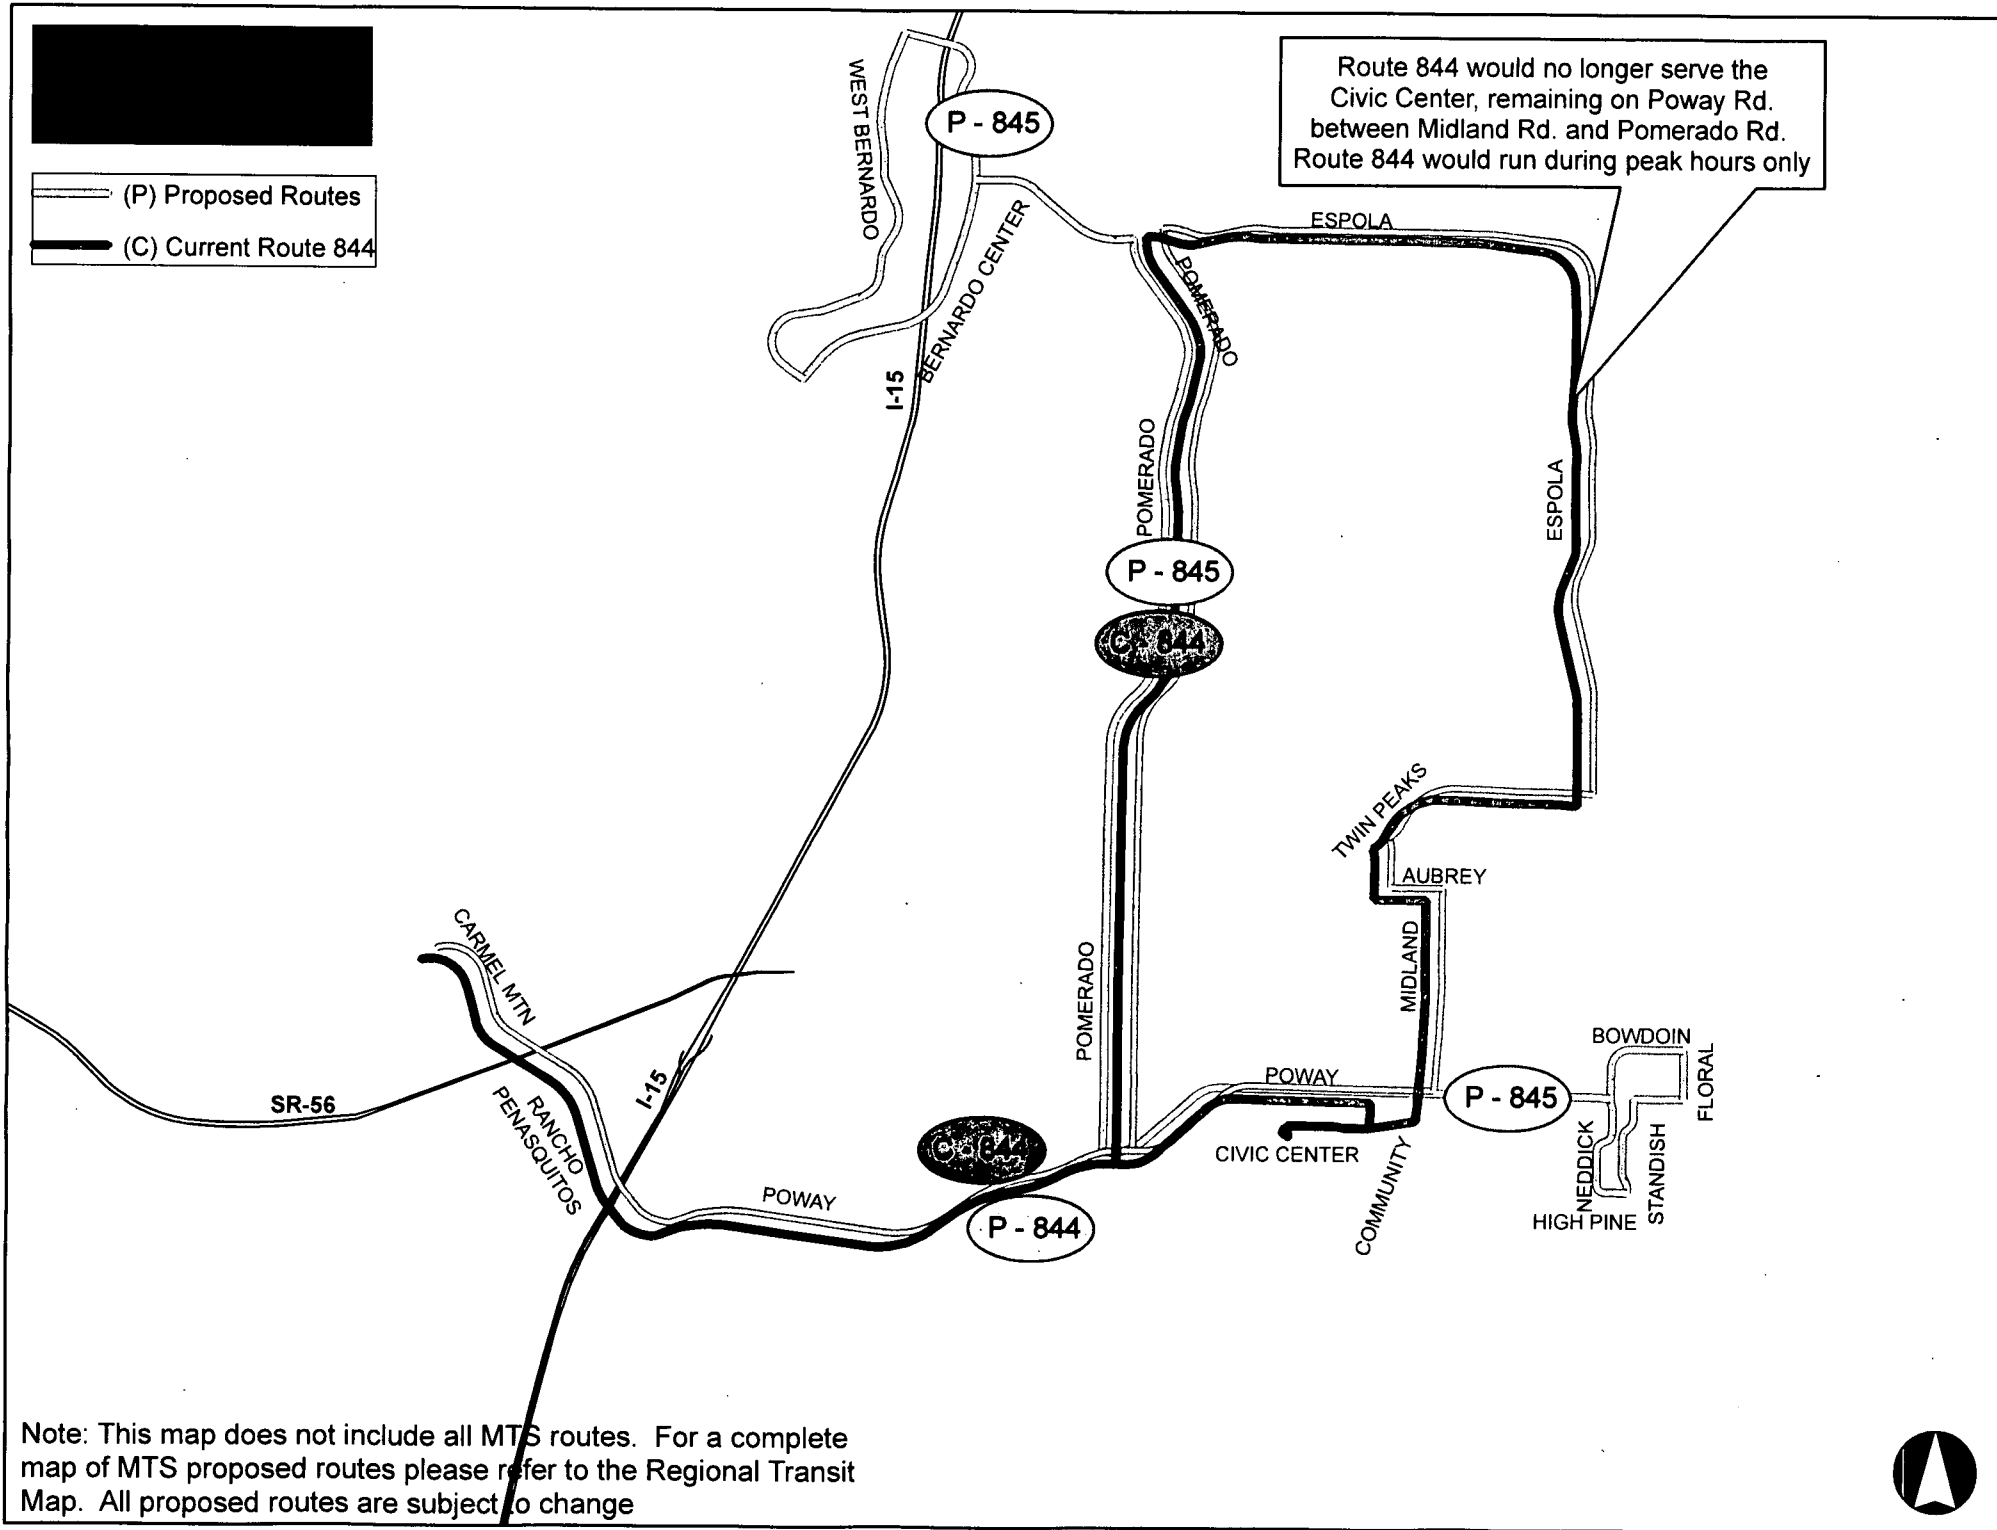 (P) Proposed Routes
(C) Current Route 844
Route 844 would no longer serve the
Civic Center, remaining on Poway Rd.
between Midland Rd. and Pomerado Rd.
Route 844 would run during peak hours only
WEST BERNARDO
P - 845
BERNARDO CENTER
I-15
ESPOLA
POMERADO
POMERADO
ESPOLA
P - 845
C - 844
TWIN PEAKS
AUBREY
MIDLAND
POMERADO
CARMEL MTN
SR-56
RANCHO
PENASQUITOS
I-15
POWAY
C - 844
P - 844
POWAY
CIVIC CENTER
COMMUNITY
P - 845
BOWDOIN
FLORAL
NEDDICK
STANDISH
HIGH PINE
Note: This map does not include all MTS routes. For a complete
map of MTS proposed routes please refer to the Regional Transit
Map. All proposed routes are subject to change